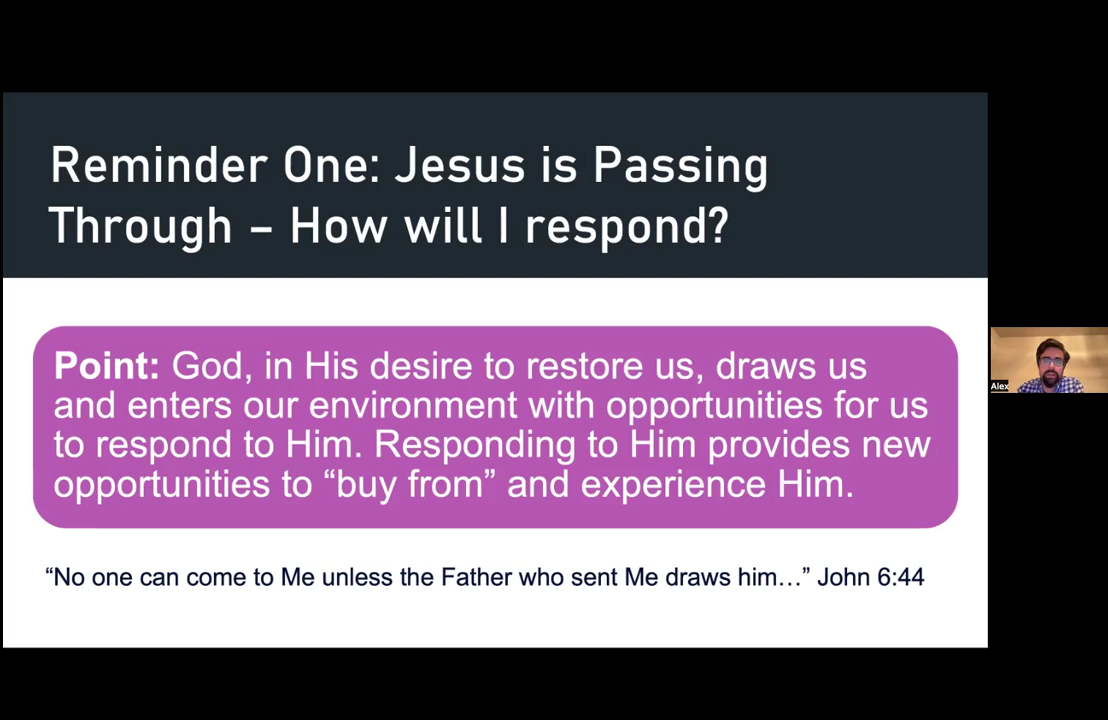 Reminder One: Jesus is Passing
Through – How will I respond?
Point: God, in His desire to restore us, draws us
and enters our environment with opportunities for us
to respond to Him. Responding to Him provides new
opportunities to “buy from” and experience Him.
“No one can come to Me unless the Father who sent Me draws him…” John 6:44
Alex